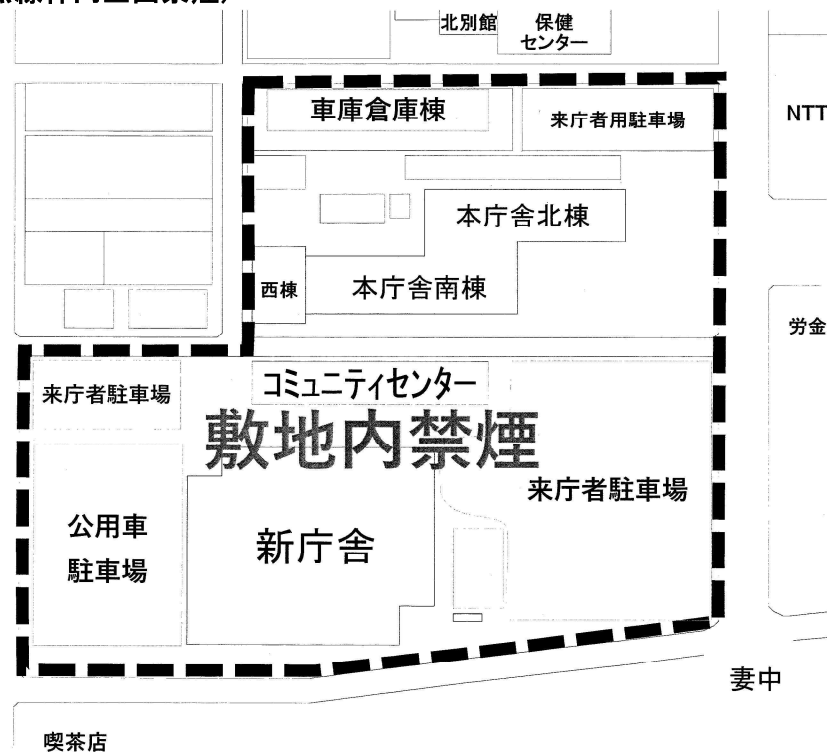 北別館
保健
センター
車庫倉庫棟
来庁者用駐車場
NTT
本庁舎北棟
西棟
本庁舎南棟
労金
来庁者駐車場
コミュニティセンター
敷地内禁煙
来庁者駐車場
公用車
駐車場
新庁舎
妻中
喫茶店